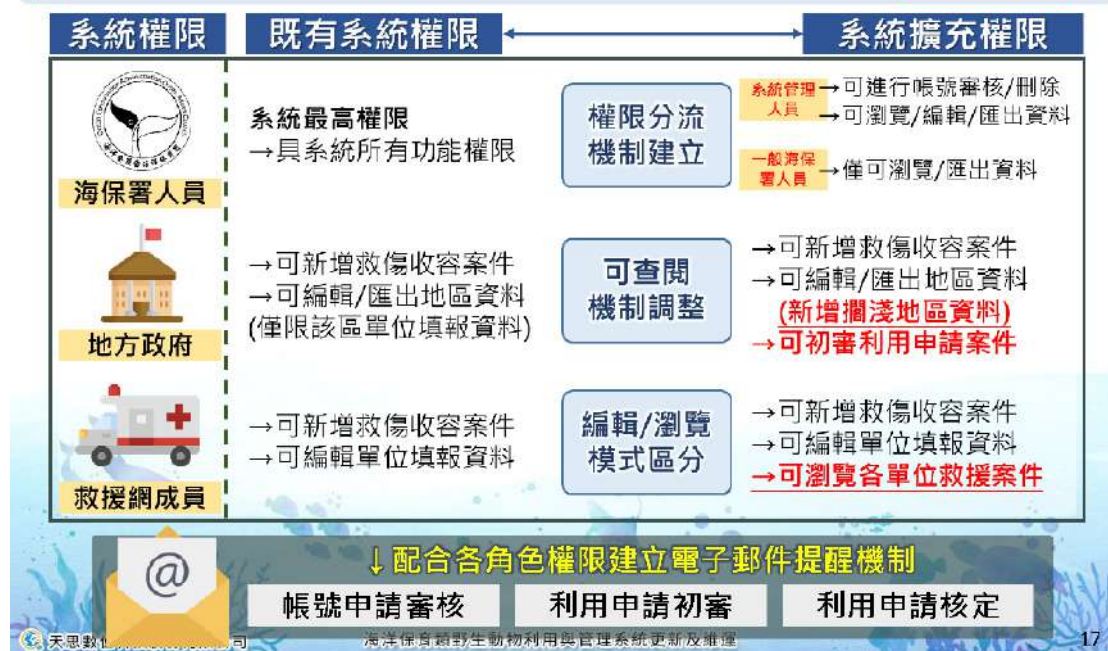 系統權限
既有系統權限
系統擴充權限
海保署人員
系統最高權限
→具系統所有功能權限
權限分流
機制建立
系統管理
人員
→可進行帳號審核/刪除
→可瀏覽/編輯/匯出資料
一般海保
署人員
→僅可瀏覽/匯出資料
地方政府
→可新增救傷收容案件
→可編輯/匯出地區資料
(僅限該區單位填報資料)
可查閱
機制調整
→可新增救傷收容案件
→可編輯/匯出地區資料
(新增擱淺地區資料)
→可初審利用申請案件
救援網成員
→可新增救傷收容案件
→可編輯單位填報資料
編輯/瀏覽
模式區分
→可新增救傷收容案件
→可編輯單位填報資料
→可瀏覽各單位救援案件
@
↓配合各角色權限建立電子郵件提醒機制
帳號申請審核
利用申請初審
利用申請核定
天思數位
司
海洋保育類野生動物利用與管理系統更新及維運
17